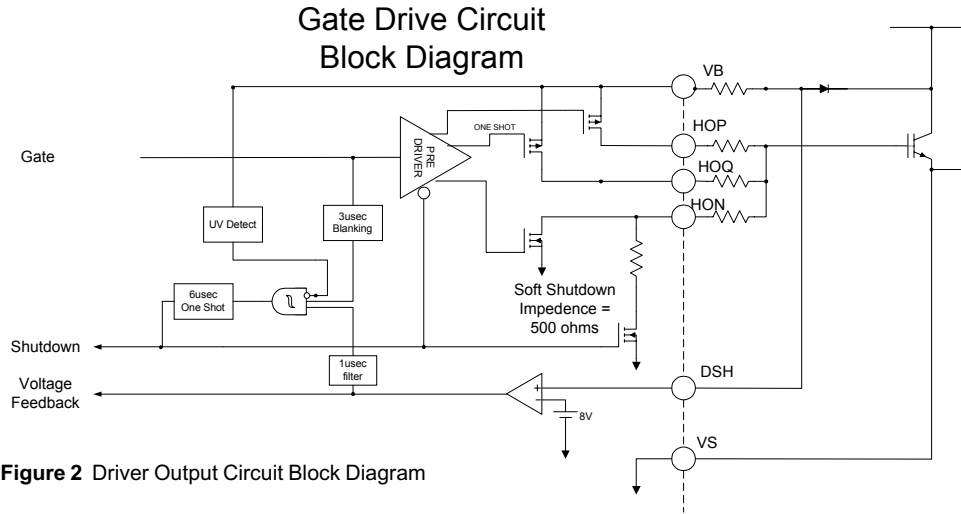 Gate Drive Circuit
Block Diagram
VB
HOP
ONE SHOT
PRE
DRIVER
Gate
HOQ
HON
UV Detect
3usec
Blanking
Soft Shutdown
Impedence =
500 ohms
6usec
One Shot
Shutdown
1usec
filter
DSH
Voltage
Feedback
+
8V
VS
Figure 2 Driver Output Circuit Block Diagram